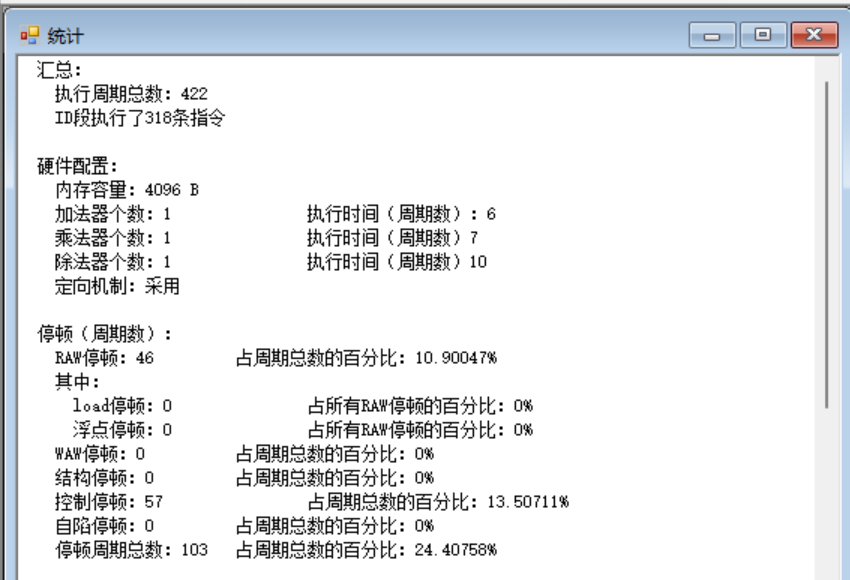 统计
汇总：
执行周期总数：422
ID段执行了318条指令
硬件配置：
内存容量：4096 B
加法器个数：1 执行时间（周期数）：6
乘法器个数：1 执行时间（周期数）7
除法器个数：1 执行时间（周期数）10
定向机制：采用
停顿（周期数）：
RAW停顿：46 占周期总数的百分比：10.90047%
其中：
load停顿：0 占所有RAW停顿的百分比：0%
浮点停顿：0 占所有RAW停顿的百分比：0%
WAW停顿：0 占周期总数的百分比：0%
结构停顿：0 占周期总数的百分比：0%
控制停顿：57 占周期总数的百分比：13.50711%
自陷停顿：0 占周期总数的百分比：0%
停顿周期总数：103 占周期总数的百分比：24.40758%